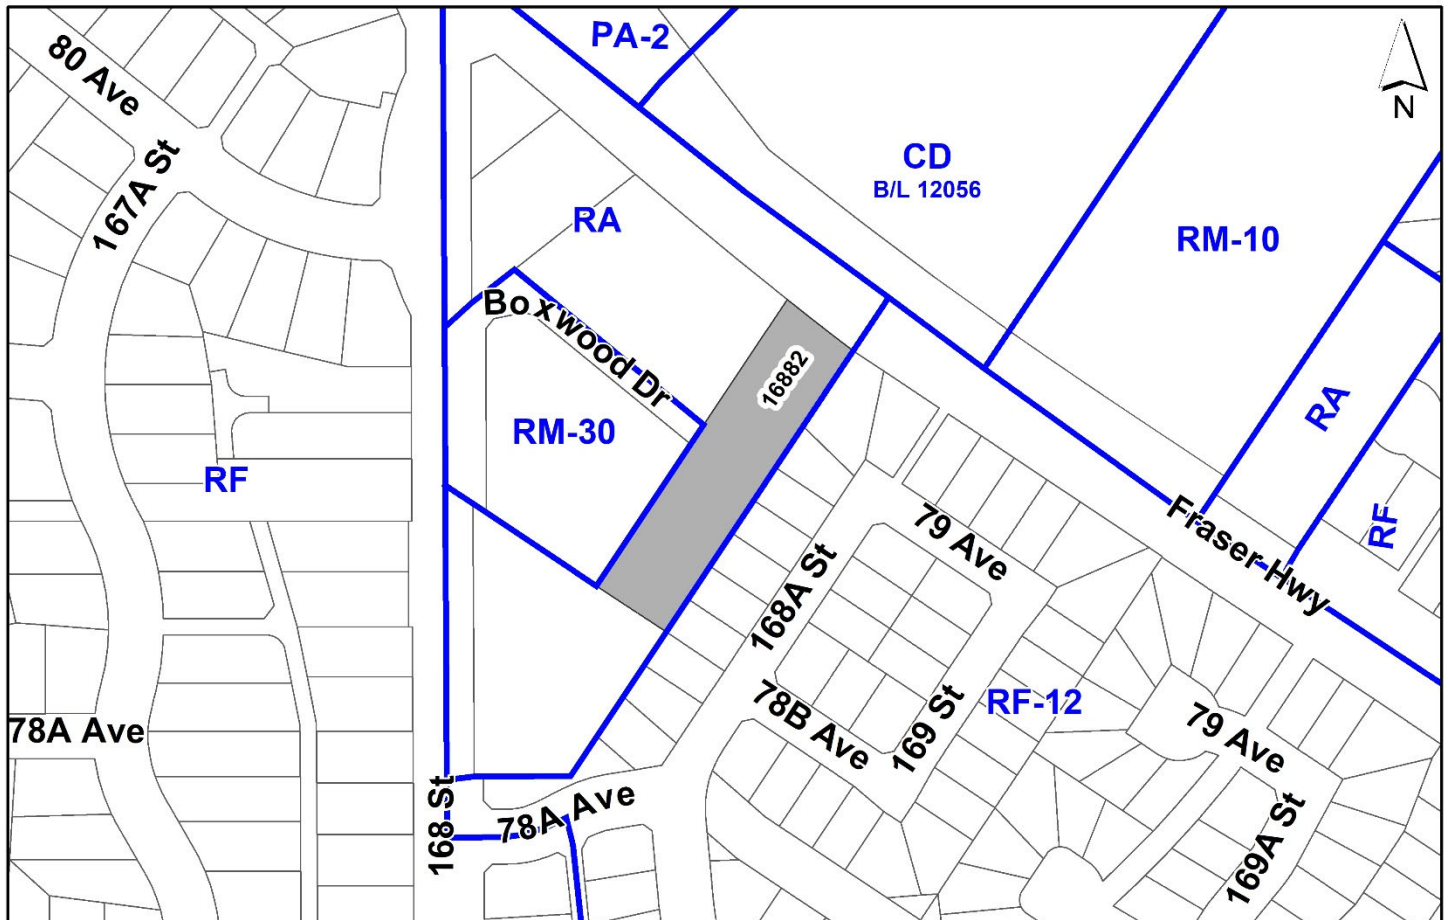 PA-2
80 Ave
N
CD
B/L 12056
167A St
RA
RM-10
Boxwood Dr
16882
RA
RM-30
RF
Fraser Hwy
RF
79 Ave
168A St
RF-12
78B Ave
169 St
78A Ave
79 Ave
168 St
78A Ave
169A St